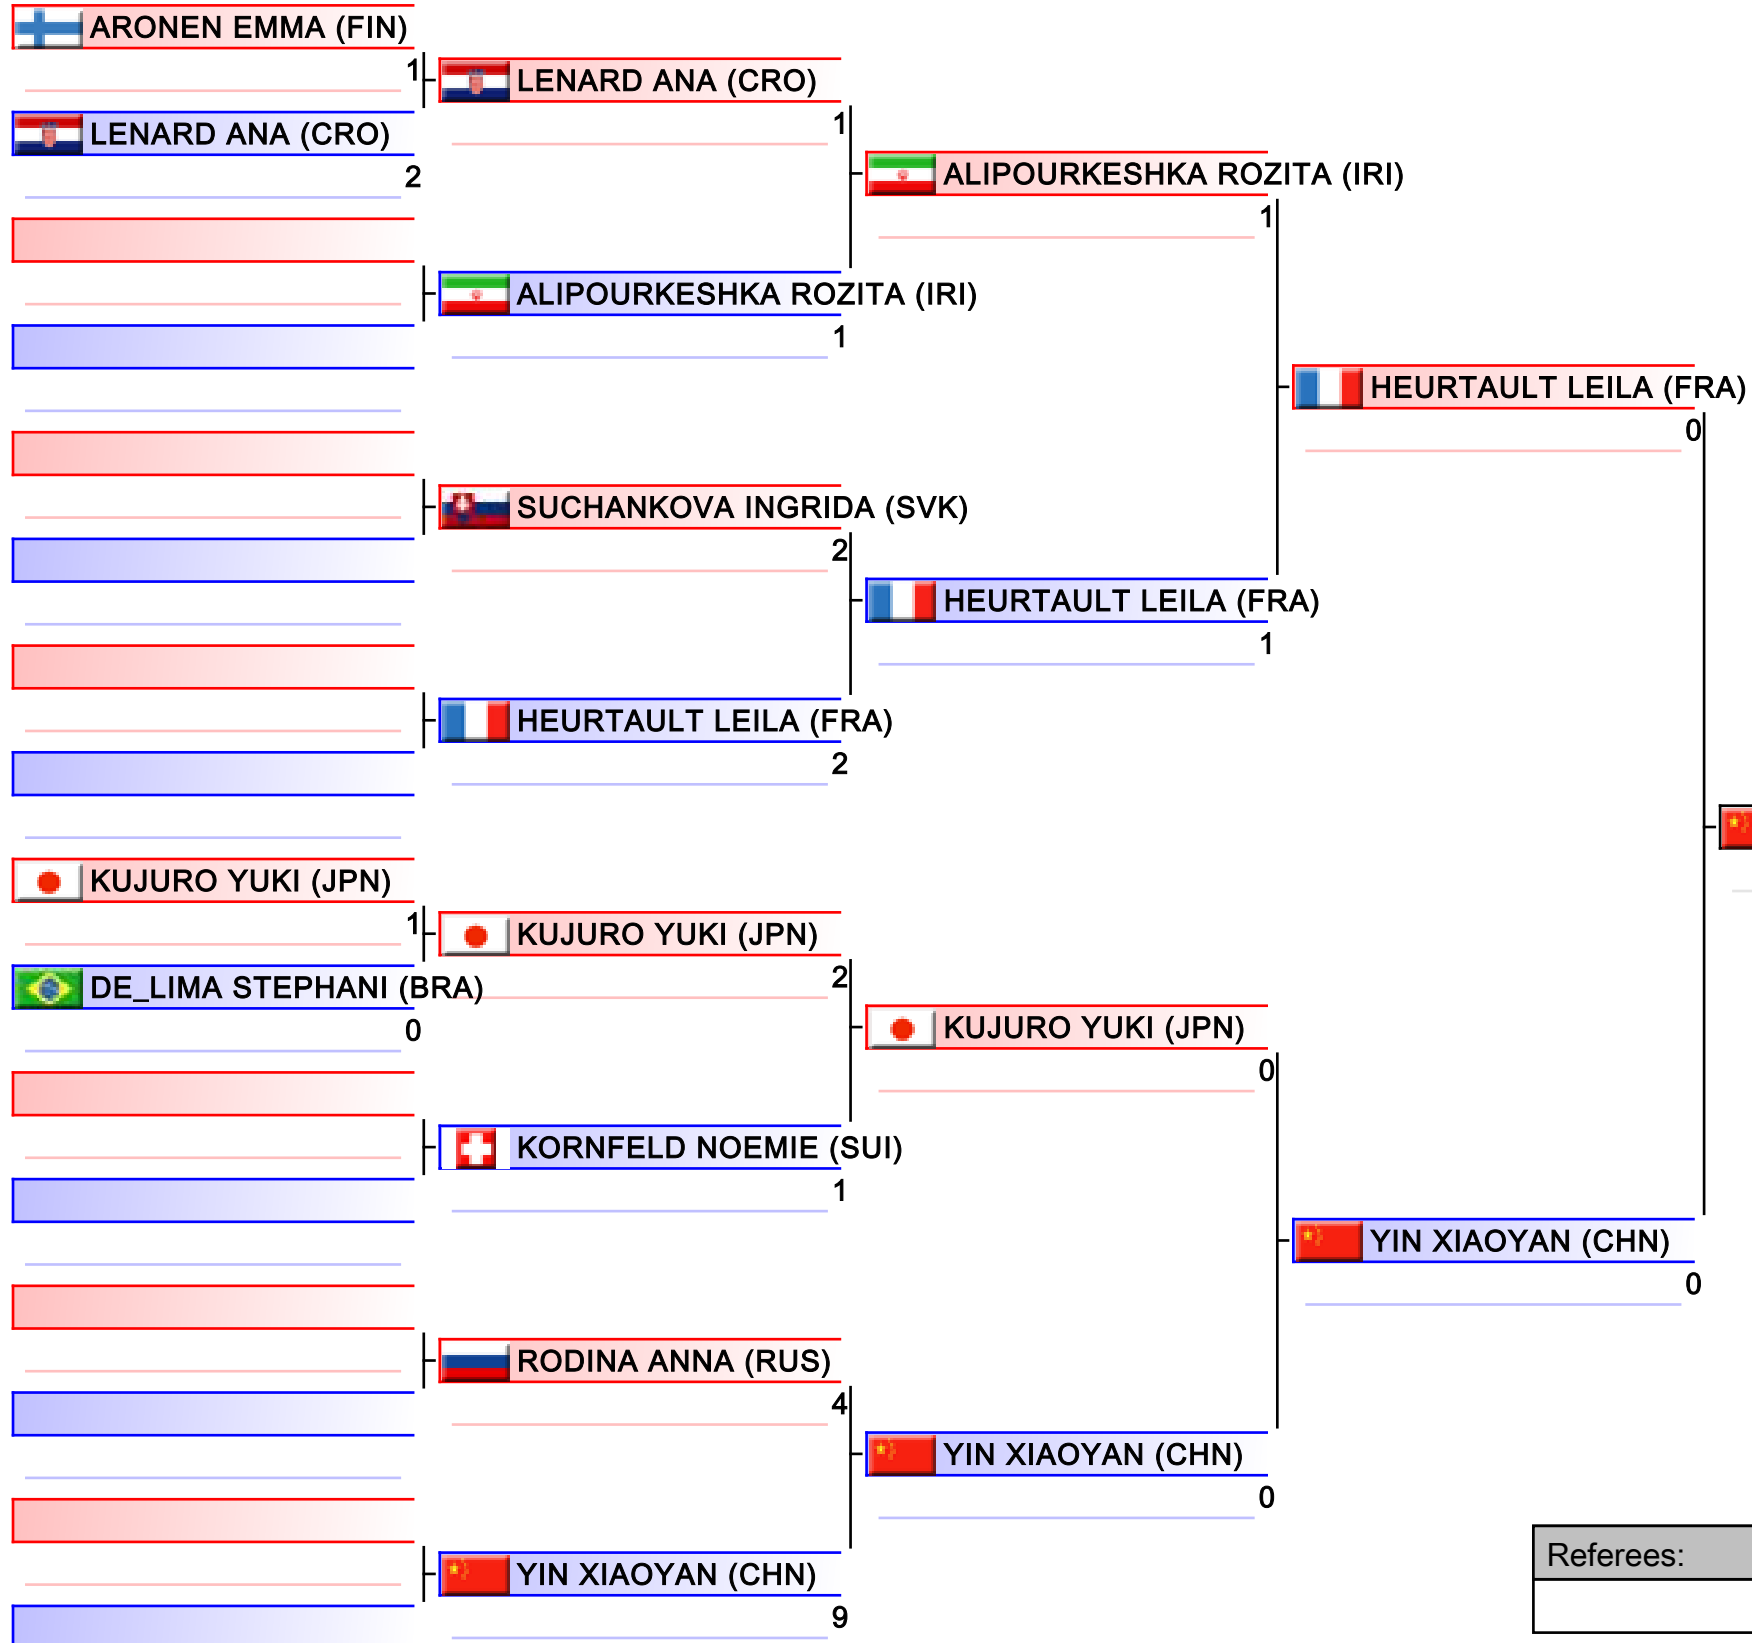 ARONEN EMMA (FIN)
1
LENARD ANA (CRO)
LENARD ANA (CRO)
1
2
ALIPOURKESHKA ROZITA (IRI)
1
ALIPOURKESHKA ROZITA (IRI)
1
HEURTAULT LEILA (FRA)
0
SUCHANKOVA INGRIDA (SVK)
2
HEURTAULT LEILA (FRA)
1
HEURTAULT LEILA (FRA)
2
KUJURO YUKI (JPN)
1
KUJURO YUKI (JPN)
2
DE_LIMA STEPHANI (BRA)
0
KUJURO YUKI (JPN)
0
KORNFELD NOEMIE (SUI)
1
YIN XIAOYAN (CHN)
0
RODINA ANNA (RUS)
4
YIN XIAOYAN (CHN)
0
YIN XIAOYAN (CHN)
9
Referees: